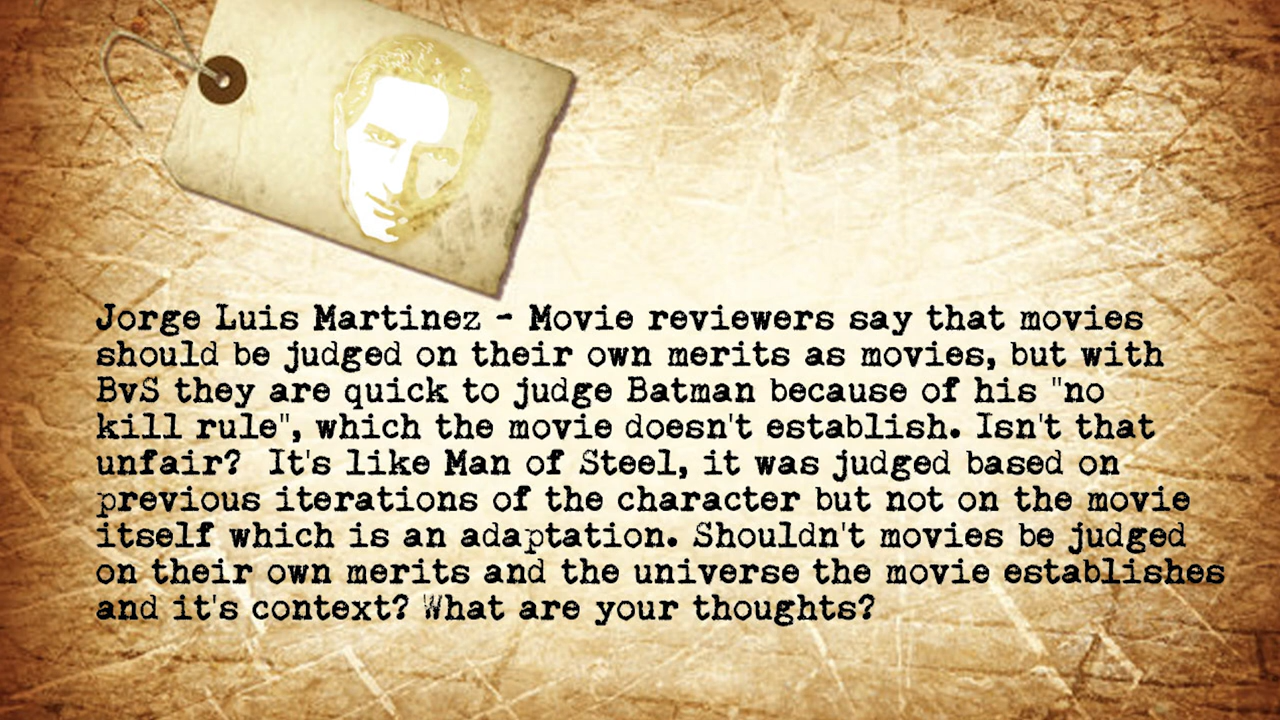 Jorge Luis Martinez - Movie reviewers say that movies
should be judged on their own merits as movies, but with
BvS they are quick to judge Batman because of his "no
kill rule", which the movie doesn't establish. Isn't that
unfair?  It's like Man of Steel, it was judged based on
previous iterations of the character but not on the movie
itself which is an adaptation. Shouldn't movies be judged
on their own merits and the universe the movie establishes
and it's context? What are your thoughts?